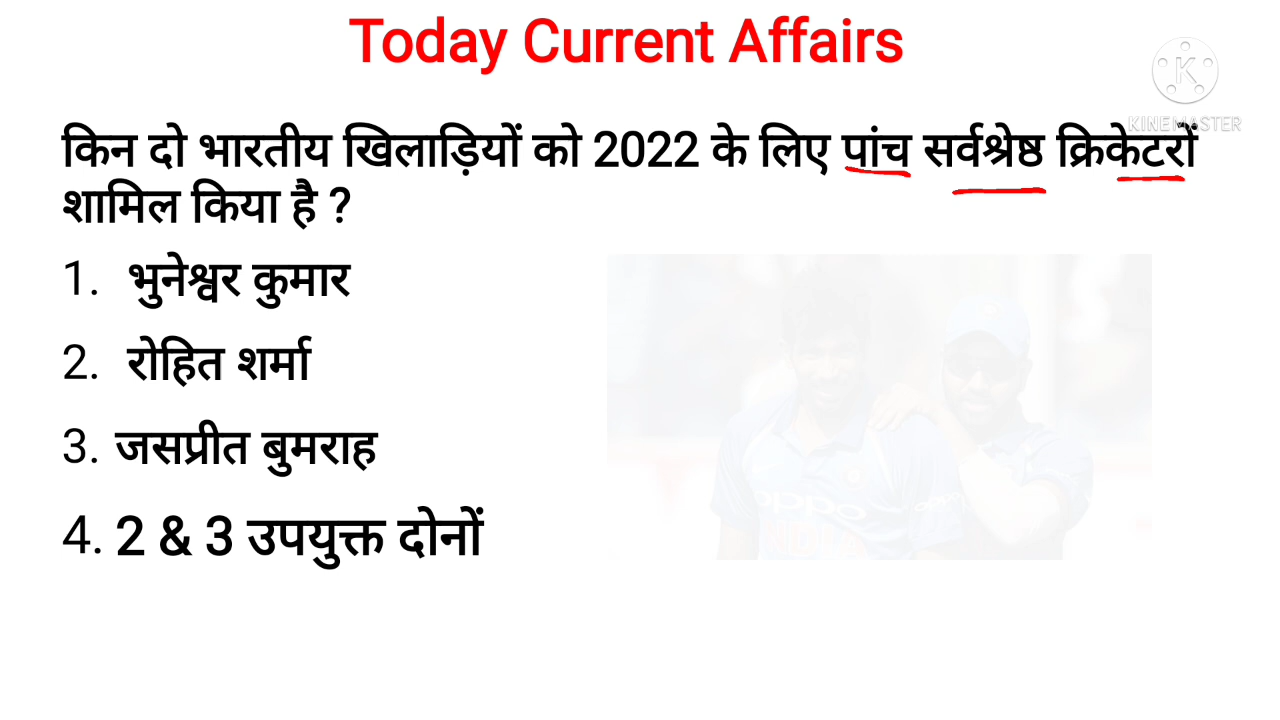 Today Current Affairs
KINEMASTER
किन दो भारतीय खिलाड़ियों को 2022 के लिए पांच सर्वश्रेष्ठ क्रिकेटरों
शामिल किया है ?
1. भुनेश्वर कुमार
2. रोहित शर्मा
3. जसप्रीत बुमराह
4. 2 & 3 उपयुक्त दोनों
oppo